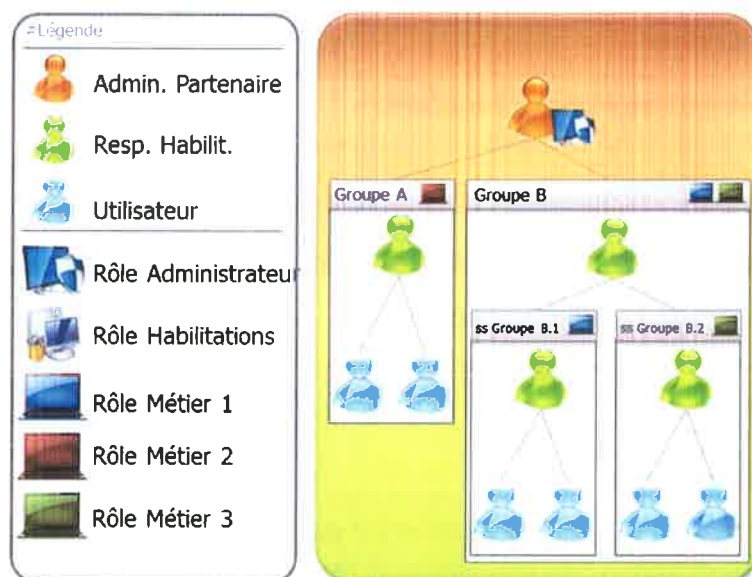 #Légende
Admin. Partenaire
Resp. Habilit.
Utilisateur
Rôle Administrateur
Rôle Habilitations
Rôle Métier 1
Rôle Métier 2
Rôle Métier 3
Groupe A
Groupe B
ss Groupe B.1
ss Groupe B.2